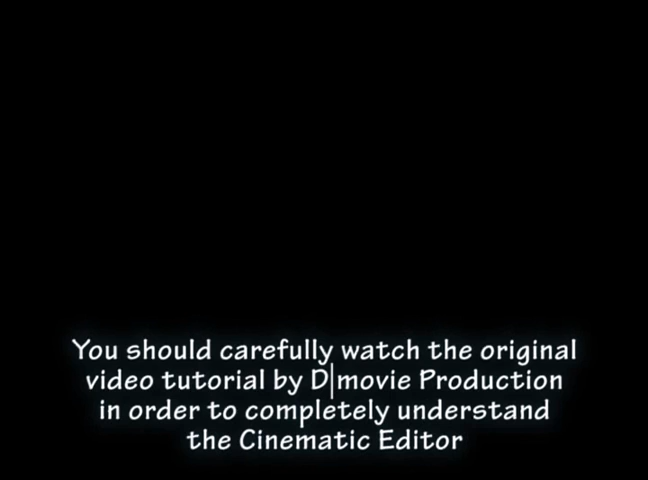 You should carefully watch the original
video tutorial by D|movie Production
in order to completely understand
the Cinematic Editor